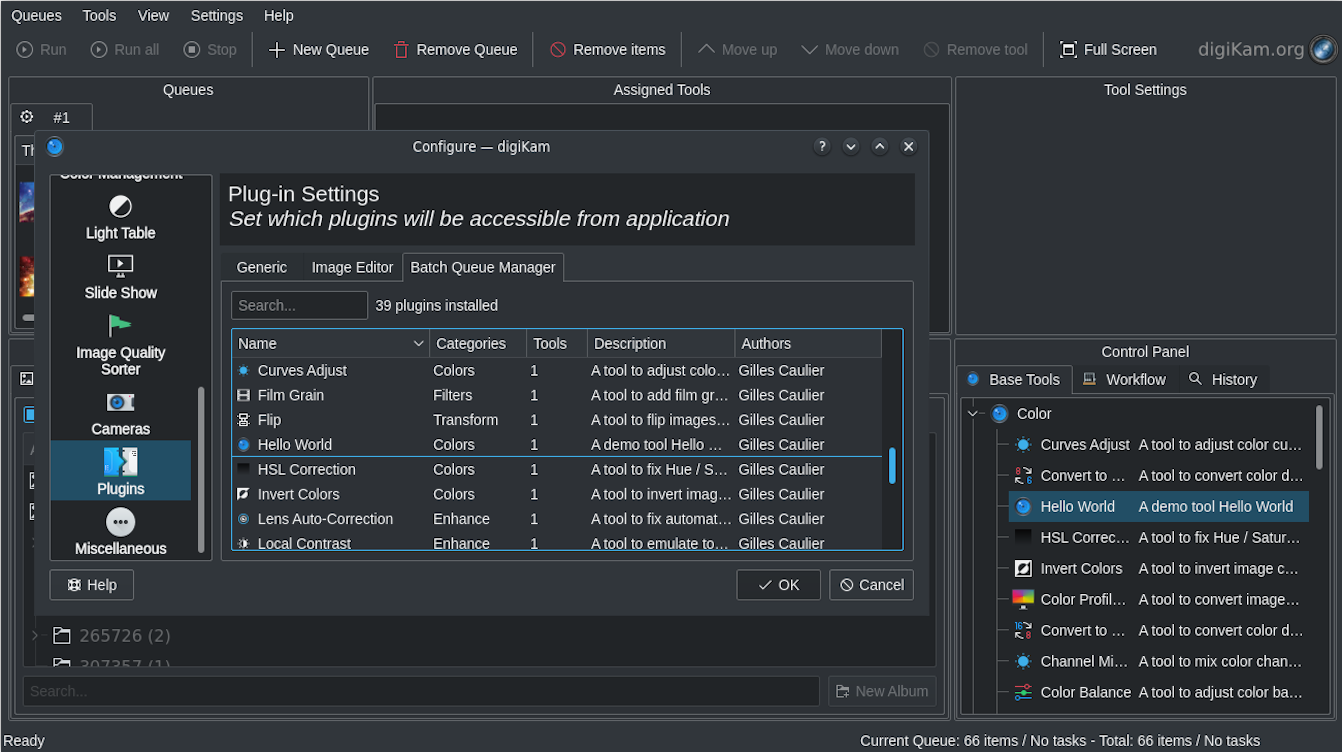 Queues Tools View Settings Help
Run Run all Stop New Queue Remove Queue Remove items Move up Move down Remove tool Full Screen digiKam.org
Queues
Assigned Tools
Tool Settings
#1
Configure — digiKam
Color Management
Light Table
Slide Show
Image Quality
Sorter
Cameras
Plugins
Miscellaneous
Plug-in Settings
Set which plugins will be accessible from application
Generic Image Editor Batch Queue Manager
Search... 39 plugins installed
Name Categories Tools Description Authors
Curves Adjust Colors 1 A tool to adjust colo... Gilles Caulier
Film Grain Filters 1 A tool to add film gr... Gilles Caulier
Flip Transform 1 A tool to flip images... Gilles Caulier
Hello World Colors 1 A demo tool Hello ... Gilles Caulier
HSL Correction Colors 1 A tool to fix Hue / S... Gilles Caulier
Invert Colors Colors 1 A tool to invert imag... Gilles Caulier
Lens Auto-Correction Enhance 1 A tool to fix automat... Gilles Caulier
Local Contrast Enhance 1 A tool to emulate to... Gilles Caulier
Help OK Cancel
265726 (2)
307357 (1)
Search... New Album
Control Panel
Base Tools Workflow History
Color
Curves Adjust A tool to adjust color cu...
Convert to ... A tool to convert color d...
Hello World A demo tool Hello World
HSL Correc... A tool to fix Hue / Satur...
Invert Colors A tool to invert image c...
Color Profil... A tool to convert image...
Convert to ... A tool to convert color d...
Channel Mi... A tool to mix color chan...
Color Balance A tool to adjust color ba...
Ready Current Queue: 66 items / No tasks - Total: 66 items / No tasks